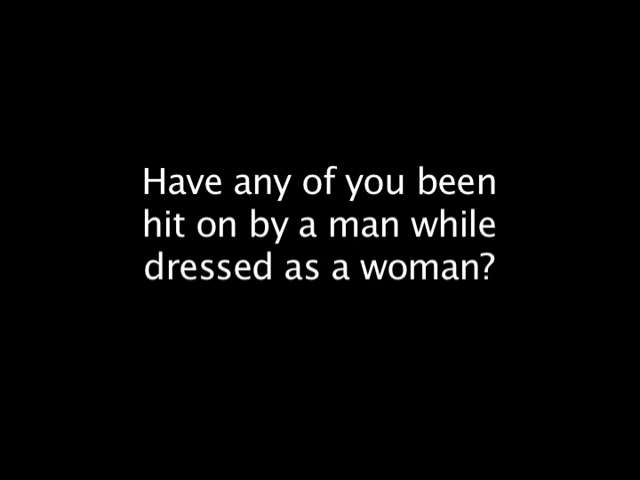 Have any of you been
hit on by a man while
dressed as a woman?